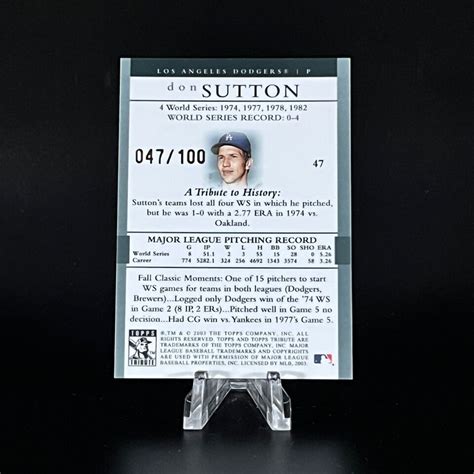 LOS ANGELES DODGERS® | P
don SUTTON
4 World Series: 1974, 1977, 1978, 1982
WORLD SERIES RECORD: 0-4
047/100
47
A Tribute to History:
Sutton's teams lost all four WS in which he pitched,
but he was 1-0 with a 2.77 ERA in 1974 vs.
Oakland.
MAJOR LEAGUE PITCHING RECORD
G IP W L H BB SO SHO ERA
World Series 8 51.1 2 3 55 15 28 0 5.26
Career 774 5282.1 324 256 4692 1343 3574 58 3.26
Fall Classic Moments: One of 15 pitchers to start
WS games for teams in both leagues (Dodgers,
Brewers)...Logged only Dodgers win of the '74 WS
in Game 2 (8 IP, 2 ERs)...Pitched well in Game 5 no
decision...Had CG win vs. Yankees in 1977's Game 5.
TOPPS
TRIBUTE
®,TM & © 2003 THE TOPPS COMPANY, INC. ALL
RIGHTS RESERVED. TOPPS AND TOPPS TRIBUTE ARE
TRADEMARKS OF THE TOPPS COMPANY, INC. MAJOR
LEAGUE BASEBALL TRADEMARKS AND COPYRIGHTS
ARE USED WITH PERMISSION OF MAJOR LEAGUE
BASEBALL PROPERTIES, INC. LICENSED BY MLB, 2003.